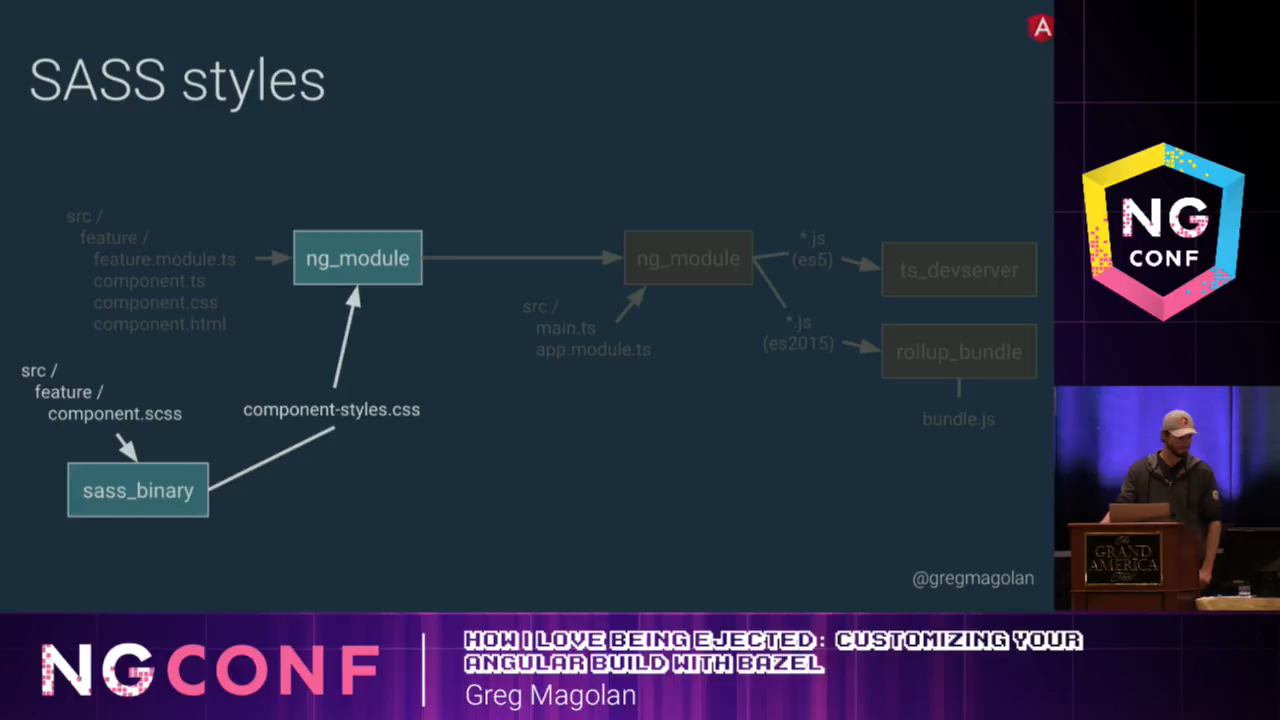 SASS styles
src /
feature /
feature.module.ts
component.ts
component.css
component.html
ng_module
ng_module
src /
main.ts
app.module.ts
*.js
(es5)
ts_devserver
*.js
(es2015)
rollup_bundle
bundle.js
src /
feature /
component.scss
component-styles.css
sass_binary
@gregmagolan
A
NG
CONF
The
GRAND
AMERICA
Hotel
NGCONF
HOW I LOVE BEING EJECTED: CUSTOMIZING YOUR
ANGULAR BUILD WITH BAZEL
Greg Magolan